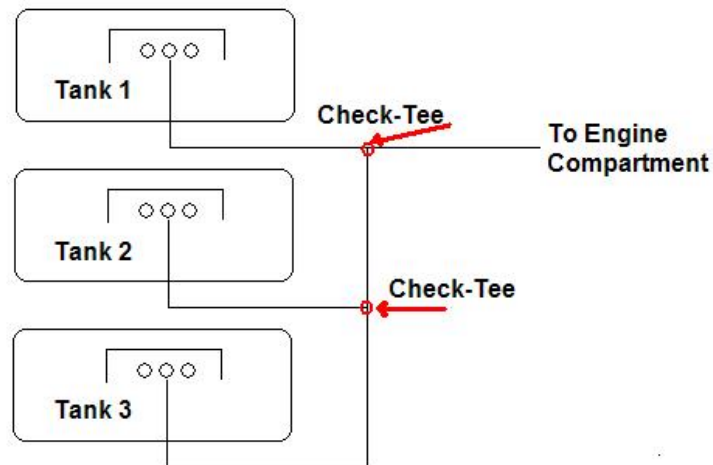 Tank 1
Check-Tee
To Engine
Compartment
Tank 2
Check-Tee
Tank 3